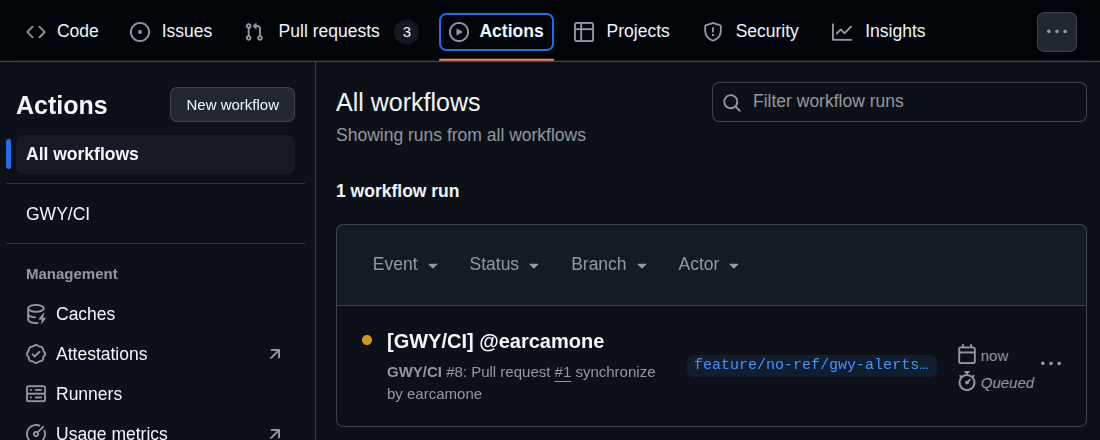 Code Issues Pull requests 3 Actions Projects Security Insights
Actions
New workflow
All workflows
GWY/CI
Management
Caches
Attestations
Runners
Usage metrics
All workflows
Showing runs from all workflows
Filter workflow runs
1 workflow run
Event Status Branch Actor
[GWY/CI] @earcamone
GWY/CI #8: Pull request #1 synchronize
by earcamone
feature/no-ref/gwy-alerts…
now
Queued